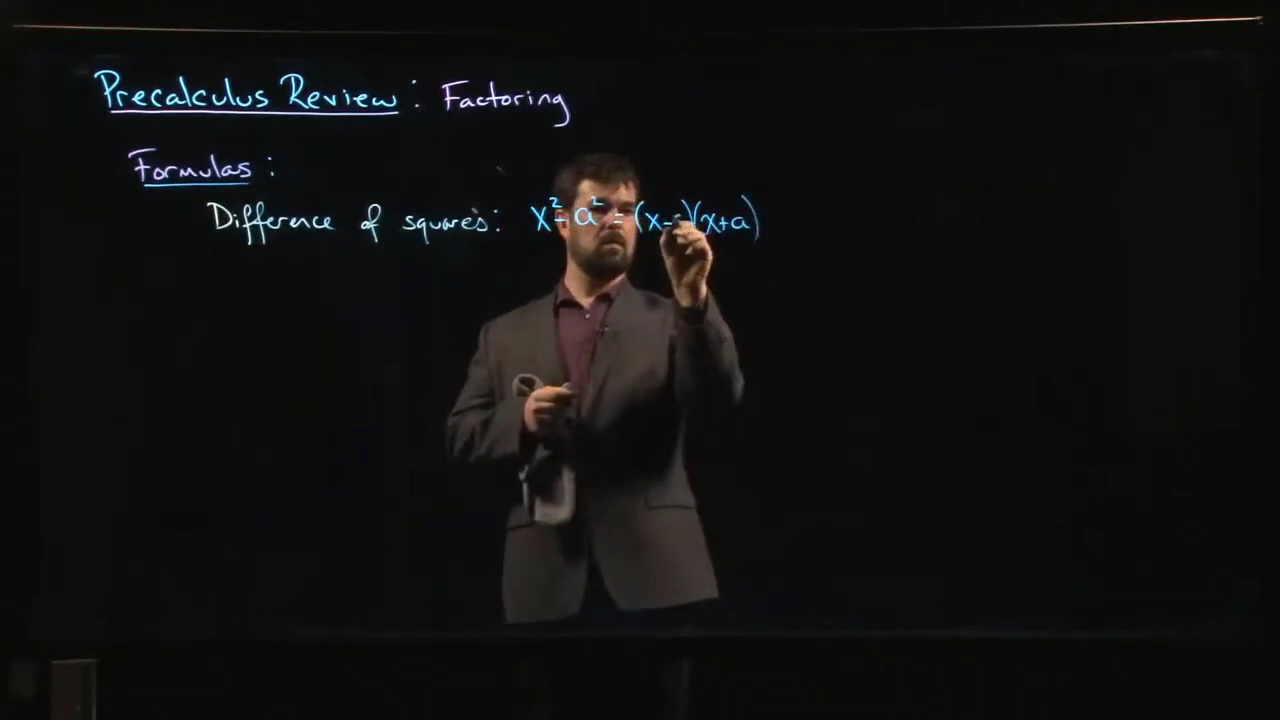 Precalculus Review: Factoring
Formulas:
Difference of squares: x² - a² = (x-a)(x+a)